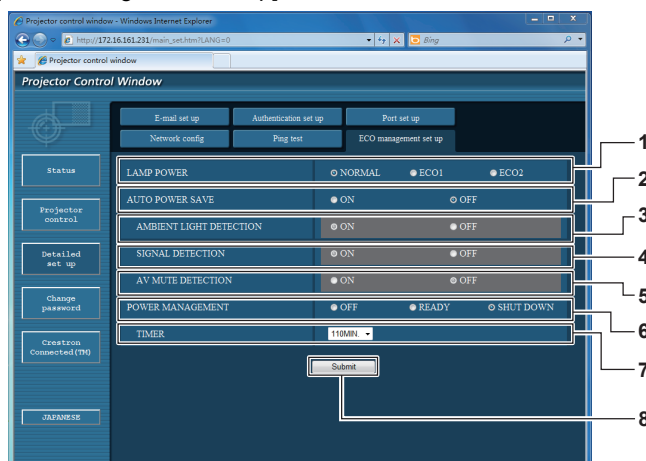 Projector control window - Windows Internet Explorer
http://172.16.161.231/main_set.htm?LANG=0
Bing
Projector control window
Projector Control Window
E-mail set up
Authentication set up
Port set up
Network config
Ping test
ECO management set up
Status
Projector control
Detailed set up
Change password
Crestron Connected(TM)
JAPANESE
LAMP POWER NORMAL ECO1 ECO2 1
AUTO POWER SAVE ON OFF 2
AMBIENT LIGHT DETECTION ON OFF 3
SIGNAL DETECTION ON OFF 4
AV MUTE DETECTION ON OFF 5
POWER MANAGEMENT OFF READY SHUT DOWN 6
TIMER 110MIN. 7
Submit 8